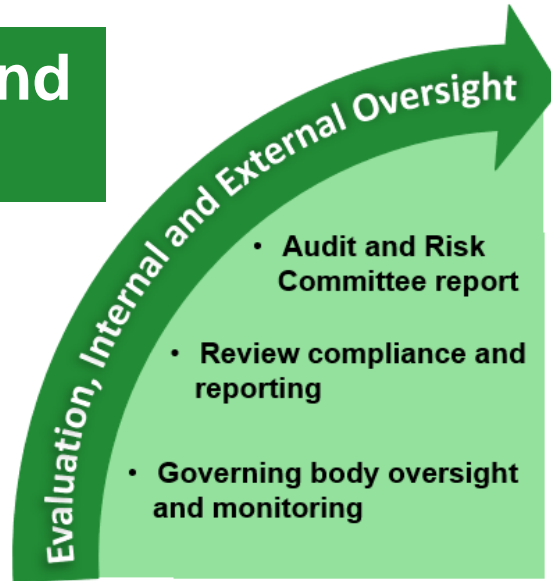 nd
Evaluation, Internal and External Oversight
• Audit and Risk
Committee report
• Review compliance and
reporting
• Governing body oversight
and monitoring